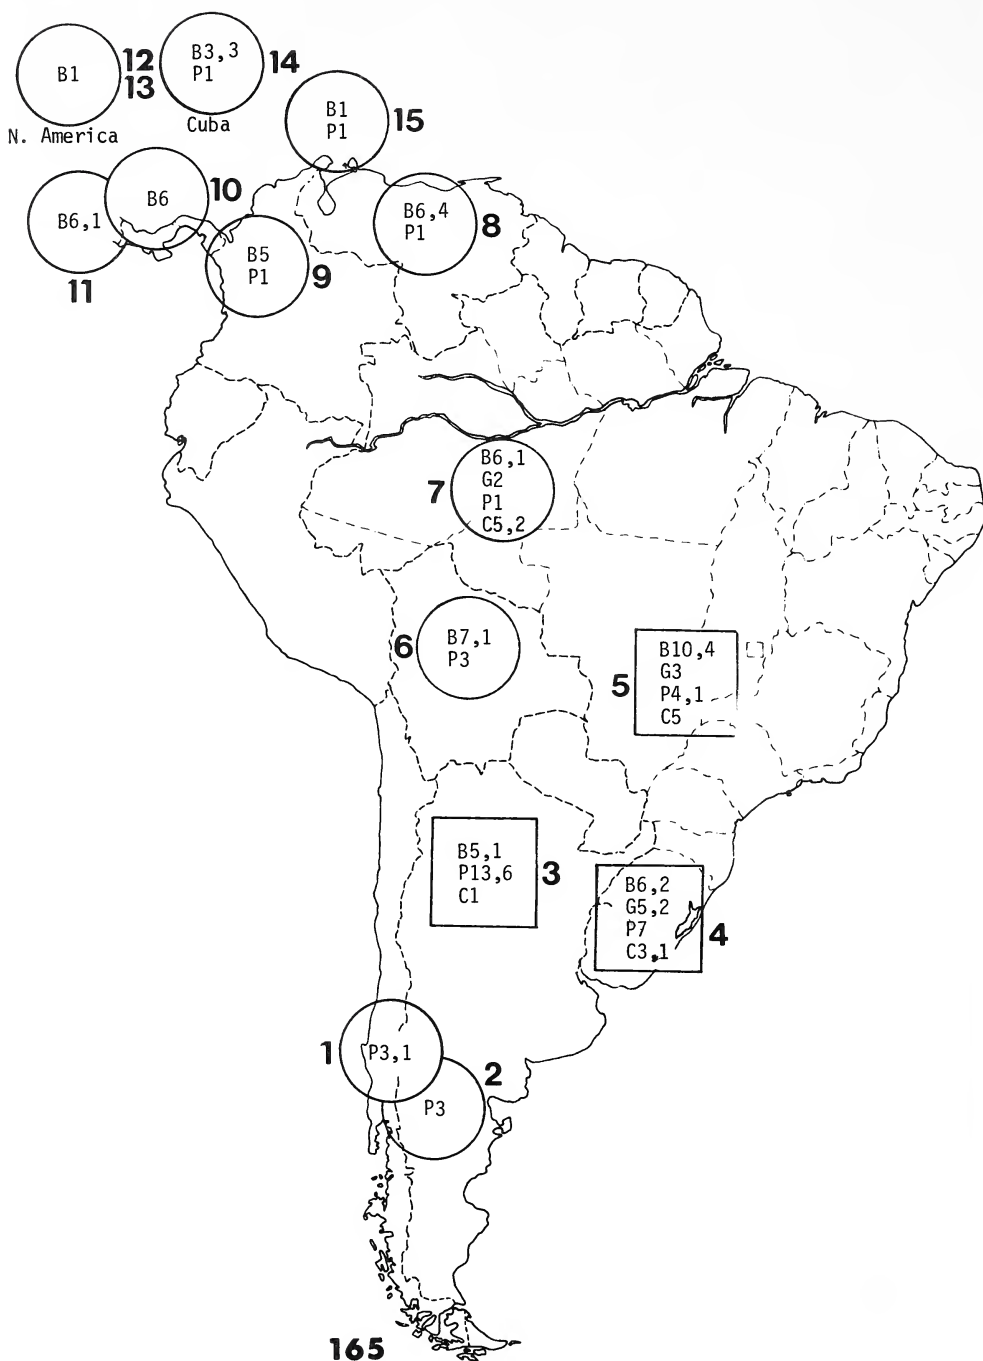 B1
12
13
N. America
B3,3
P1
14
Cuba
B1
P1
15
B6
10
B6,1
11
B5
P1
9
B6,4
P1
8
7
B6,1
G2
P1
C5,2
6
B7,1
P3
5
B10,4
G3
P4,1
C5
B5,1
P13,6
C1
3
B6,2
G5,2
P7
C3,1
4
1
P3,1
2
P3
165